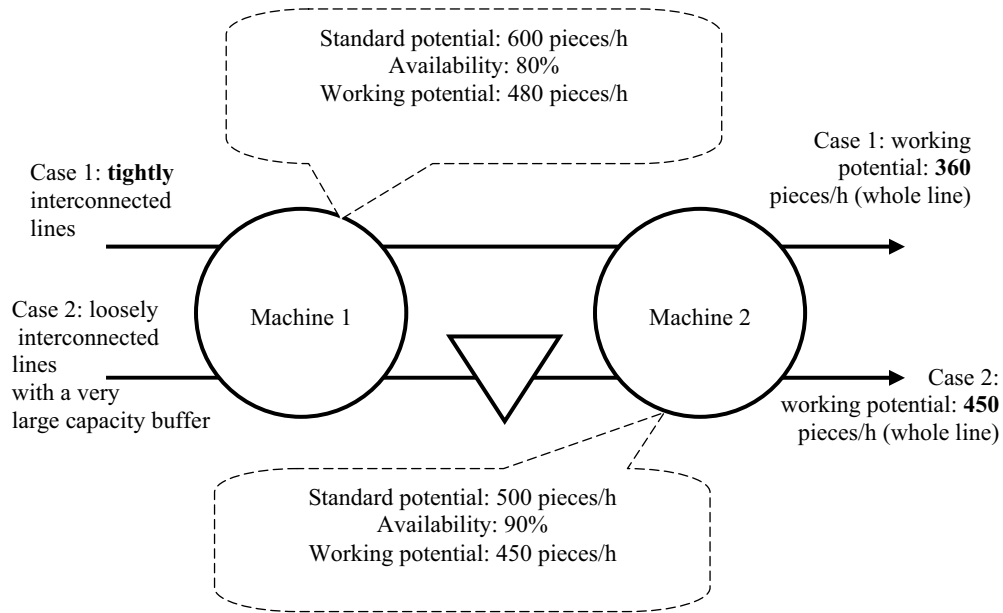 Standard potential: 600 pieces/h
Availability: 80%
Working potential: 480 pieces/h
Case 1: tightly
interconnected
lines
Case 1: working
potential: 360
pieces/h (whole line)
Machine 1
Machine 2
Case 2: loosely
interconnected
lines
with a very
large capacity buffer
Case 2:
working potential: 450
pieces/h (whole line)
Standard potential: 500 pieces/h
Availability: 90%
Working potential: 450 pieces/h